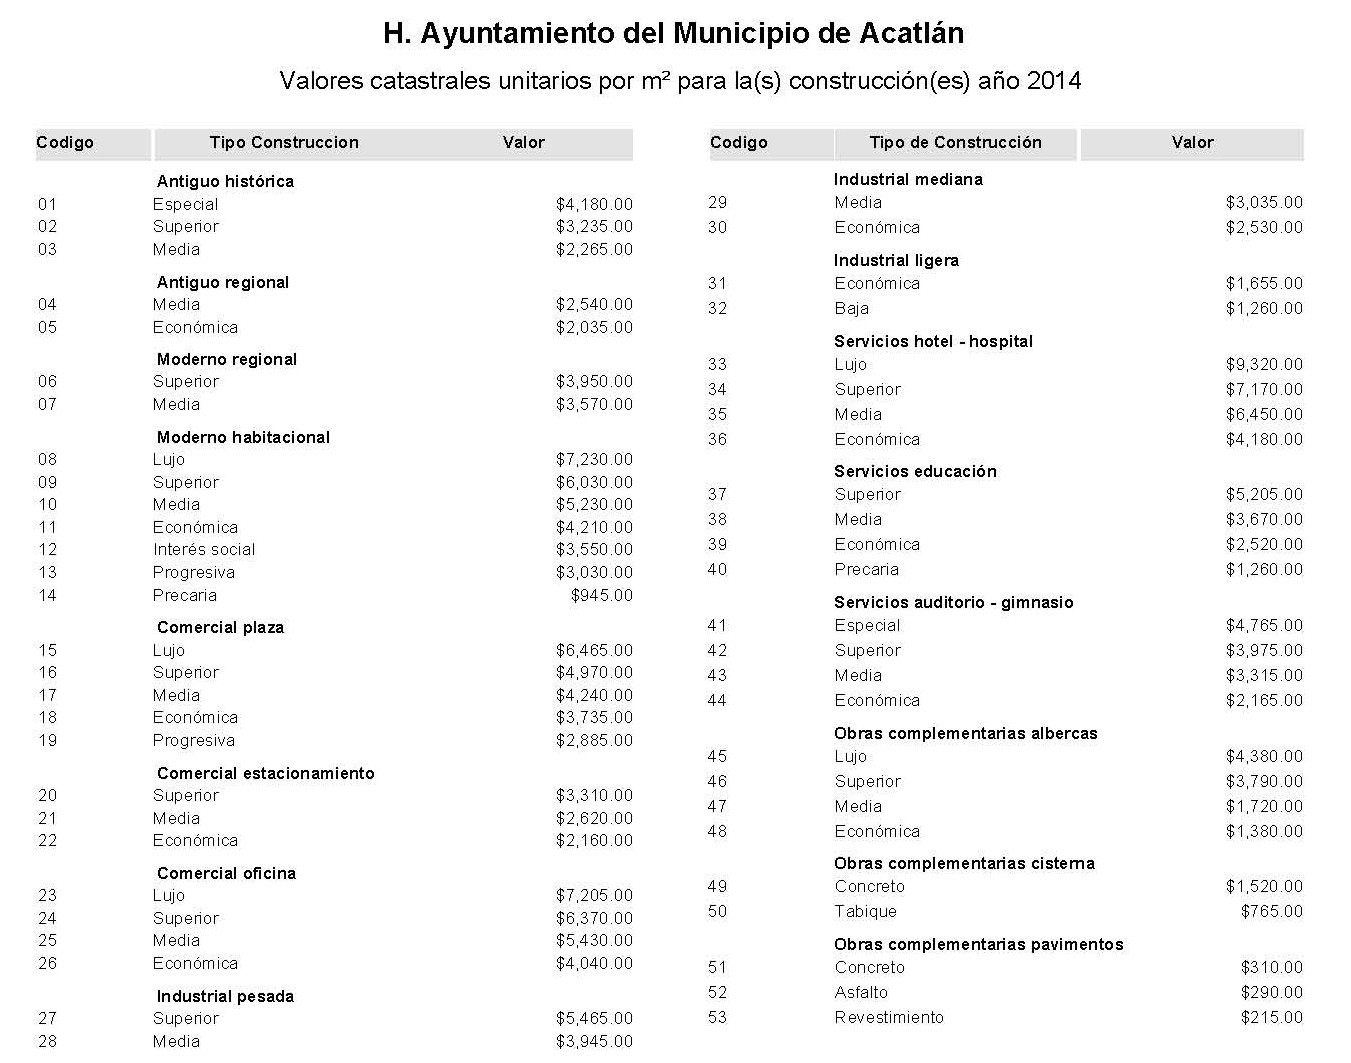 H. Ayuntamiento del Municipio de Acatlán
Valores catastrales unitarios por m² para la(s) construcción(es) año 2014
Codigo Tipo Construccion Valor
Antiguo histórica
01 Especial $4,180.00
02 Superior $3,235.00
03 Media $2,265.00
Antiguo regional
04 Media $2,540.00
05 Económica $2,035.00
Moderno regional
06 Superior $3,950.00
07 Media $3,570.00
Moderno habitacional
08 Lujo $7,230.00
09 Superior $6,030.00
10 Media $5,230.00
11 Económica $4,210.00
12 Interés social $3,550.00
13 Progresiva $3,030.00
14 Precaria $945.00
Comercial plaza
15 Lujo $6,465.00
16 Superior $4,970.00
17 Media $4,240.00
18 Económica $3,735.00
19 Progresiva $2,885.00
Comercial estacionamiento
20 Superior $3,310.00
21 Media $2,620.00
22 Económica $2,160.00
Comercial oficina
23 Lujo $7,205.00
24 Superior $6,370.00
25 Media $5,430.00
26 Económica $4,040.00
Industrial pesada
27 Superior $5,465.00
28 Media $3,945.00
Codigo Tipo de Construcción Valor
Industrial mediana
29 Media $3,035.00
30 Económica $2,530.00
Industrial ligera
31 Económica $1,655.00
32 Baja $1,260.00
Servicios hotel - hospital
33 Lujo $9,320.00
34 Superior $7,170.00
35 Media $6,450.00
36 Económica $4,180.00
Servicios educación
37 Superior $5,205.00
38 Media $3,670.00
39 Económica $2,520.00
40 Precaria $1,260.00
Servicios auditorio - gimnasio
41 Especial $4,765.00
42 Superior $3,975.00
43 Media $3,315.00
44 Económica $2,165.00
Obras complementarias albercas
45 Lujo $4,380.00
46 Superior $3,790.00
47 Media $1,720.00
48 Económica $1,380.00
Obras complementarias cisterna
49 Concreto $1,520.00
50 Tabique $765.00
Obras complementarias pavimentos
51 Concreto $310.00
52 Asfalto $290.00
53 Revestimiento $215.00